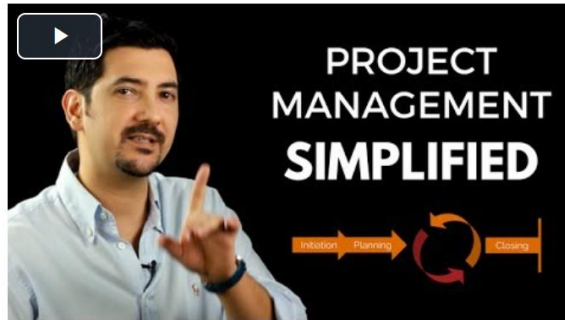 PROJECT
MANAGEMENT
SIMPLIFIED
Initiation Planning Closing